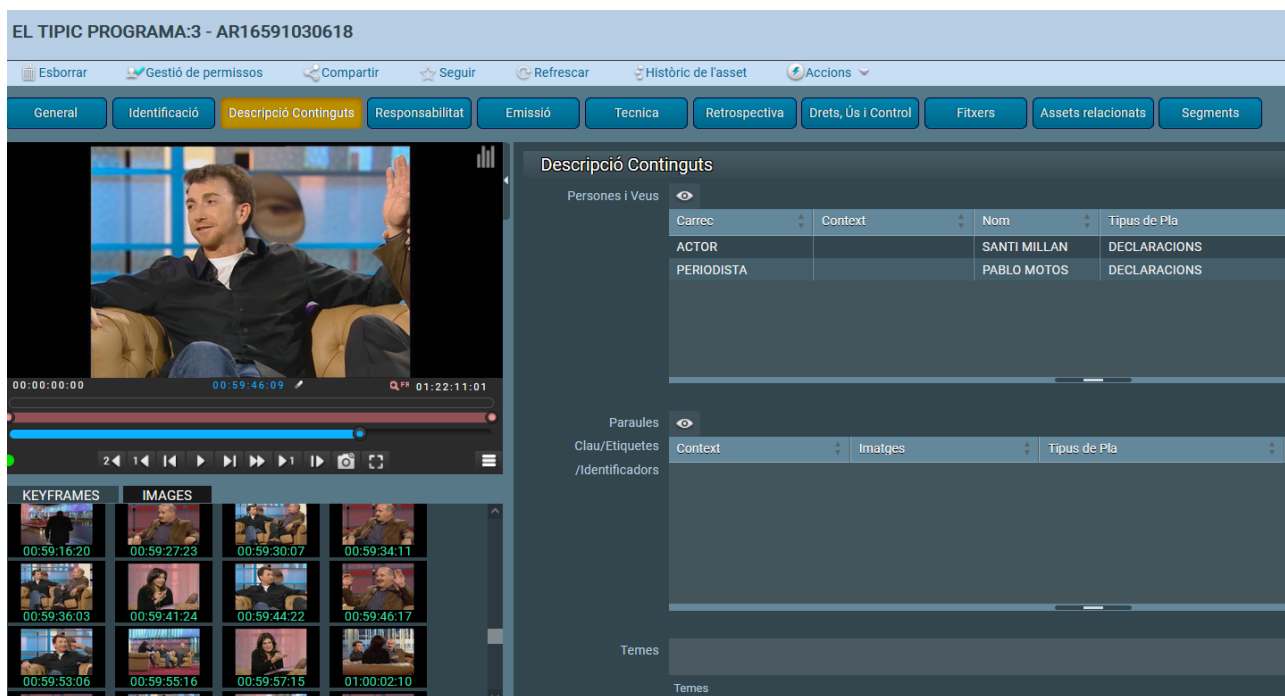 EL TIPIC PROGRAMA:3 - AR16591030618
Esborrar Gestió de permissos Compartir Seguir Refrescar Històric de l'asset Accions
General Identificació Descripció Continguts Responsabilitat Emissió Tecnica Retrospectiva Drets, Ús i Control Fitxers Assets relacionats Segments
00:00:00:00 00:59:46:09 FR 01:22:11:01
2 1 1
KEYFRAMES IMAGES
00:59:16:20 00:59:27:23 00:59:30:07 00:59:34:11
00:59:36:03 00:59:41:24 00:59:44:22 00:59:46:17
00:59:53:06 00:59:55:16 00:59:57:15 01:00:02:10
Descripció Continguts
Persones i Veus
Carrec Context Nom Tipus de Pla
ACTOR SANTI MILLAN DECLARACIONS
PERIODISTA PABLO MOTOS DECLARACIONS
Paraules
Clau/Etiquetes
/Identificadors
Context Imatges Tipus de Pla
Temes
Temes